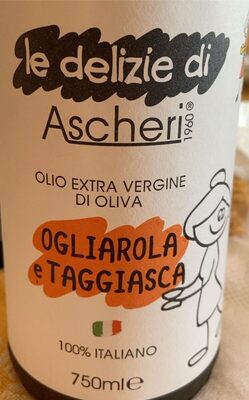 le delizie di
Ascheri 1960®
OLIO EXTRA VERGINE
DI OLIVA
OGLIAROLA
e TAGGIASCA
100% ITALIANO
750ml e